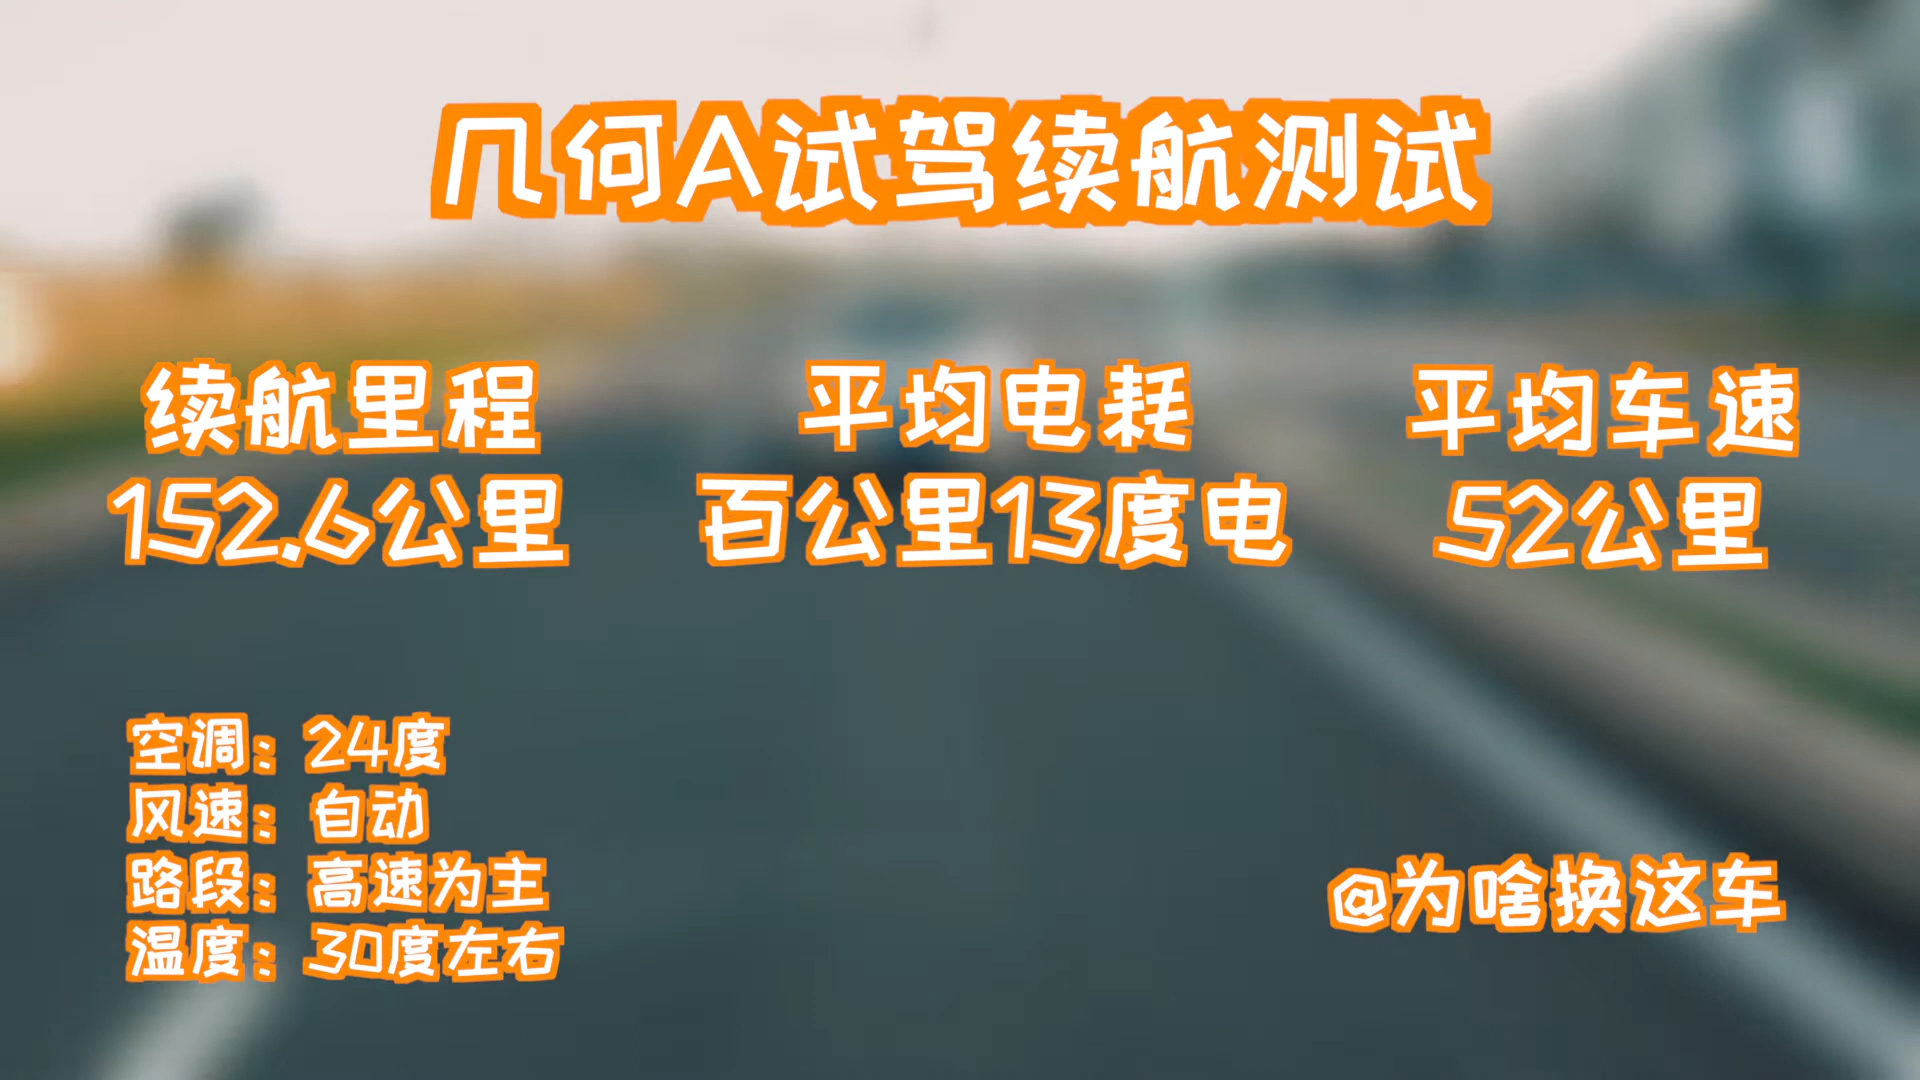 几何A试驾续航测试
续航里程
152.6公里
平均电耗
百公里13度电
平均车速
52公里
空调：24度
风速：自动
路段：高速为主
温度：30度左右
@为啥换这车